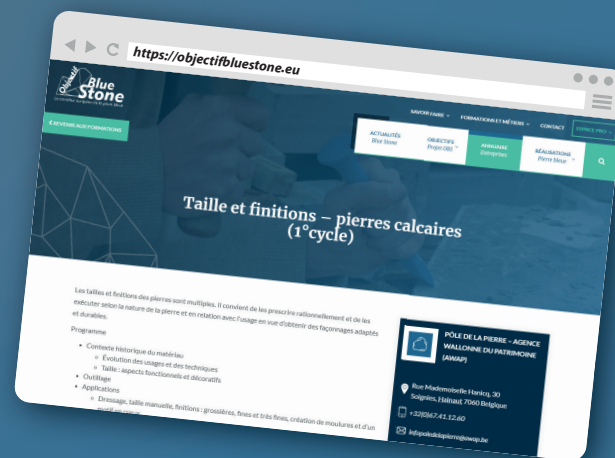 https://objectifbluestone.eu
Objectif
Blue
Stone
SAVOIR FAIRE
FORMATIONS ET MÉTIERS
CONTACT
ESPACE PRO
REVENIR AUX FORMATIONS
ACTUALITÉS
Blue Stone
OBJECTIFS
Projet OBS
ANNUAIRE
Entreprises
RÉALISATIONS
Pierre bleue
Taille et finitions – pierres calcaires
(1°cycle)
Les tailles et finitions des pierres sont multiples. Il convient de les prescrire rationnellement et de les
exécuter selon la nature de la pierre et en relation avec l'usage en vue d'obtenir des façonnages adaptés
et durables.
Programme
• Contexte historique du matériau
○ Évolution des usages et des techniques
○ Taille : aspects fonctionnels et décoratifs
• Outillage
• Applications
○ Dressage, taille manuelle, finitions : grossières, fines et très fines, création de moulures et d'un
PÔLE DE LA PIERRE – AGENCE
WALLONNE DU PATRIMOINE
(AWAP)
Rue Mademoiselle Hanicq, 30
Soignies, Hainaut 7060 Belgique
+32(0)67.41.12.60
infopoledelapierre@awap.be